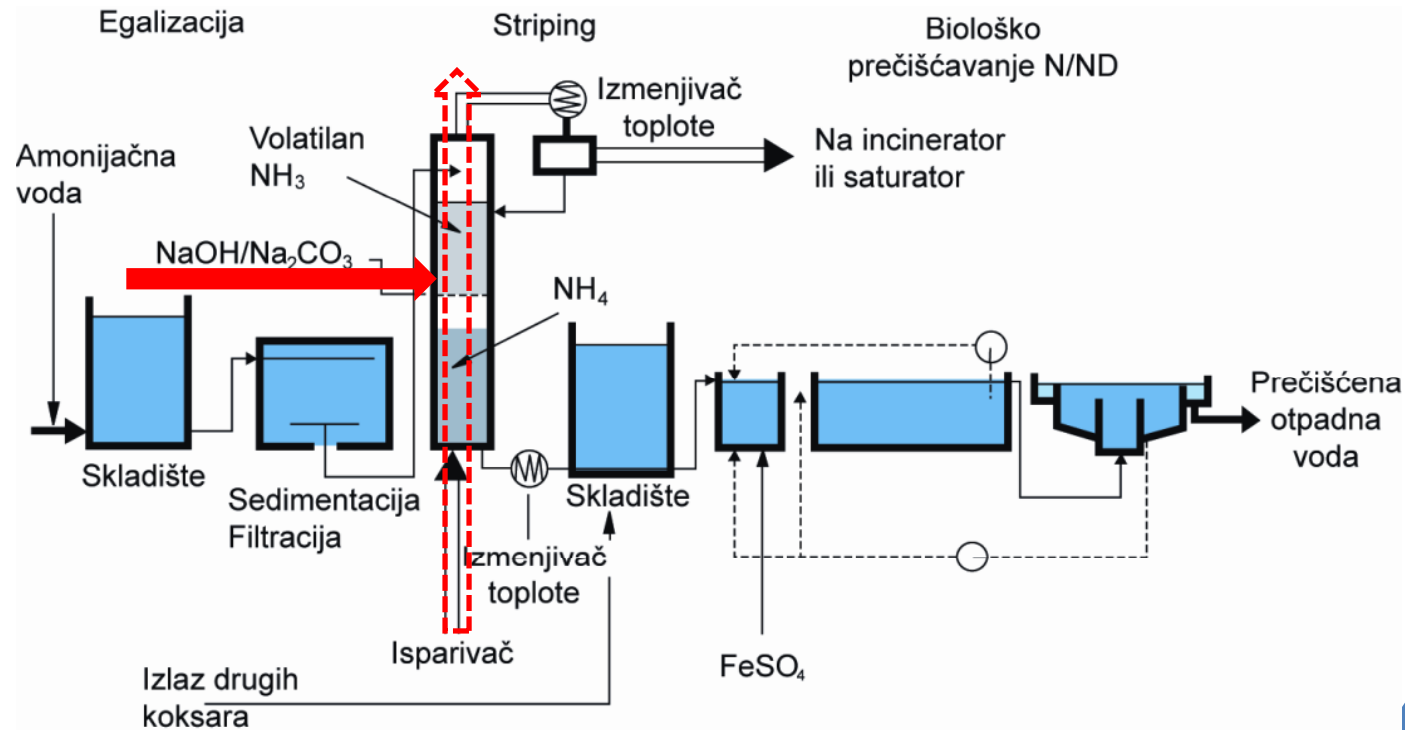 Egalizacija
Striping
Biološko
prečišćavanje N/ND
Amonijačna
voda
Volatilan
NH₃
Izmenjivač
toplote
Na incinerator
ili saturator
NaOH/Na₂CO₃
NH₄
Skladište
Sedimentacija
Filtracija
Skladište
Izmenjivač
toplote
Prečišćena
otpadna
voda
Isparivač
FeSO₄
Izlaz drugih
koksara